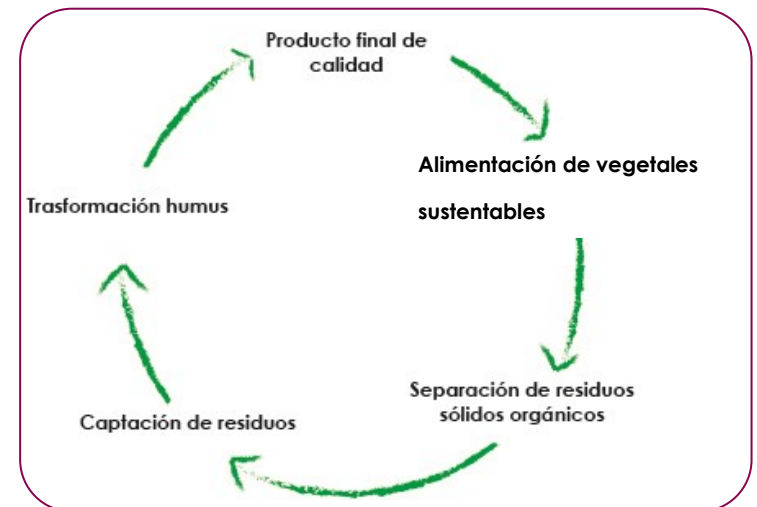 Producto final de
calidad
Alimentación de vegetales
sustentables
Separación de residuos
sólidos orgánicos
Captación de residuos
Trasformación humus